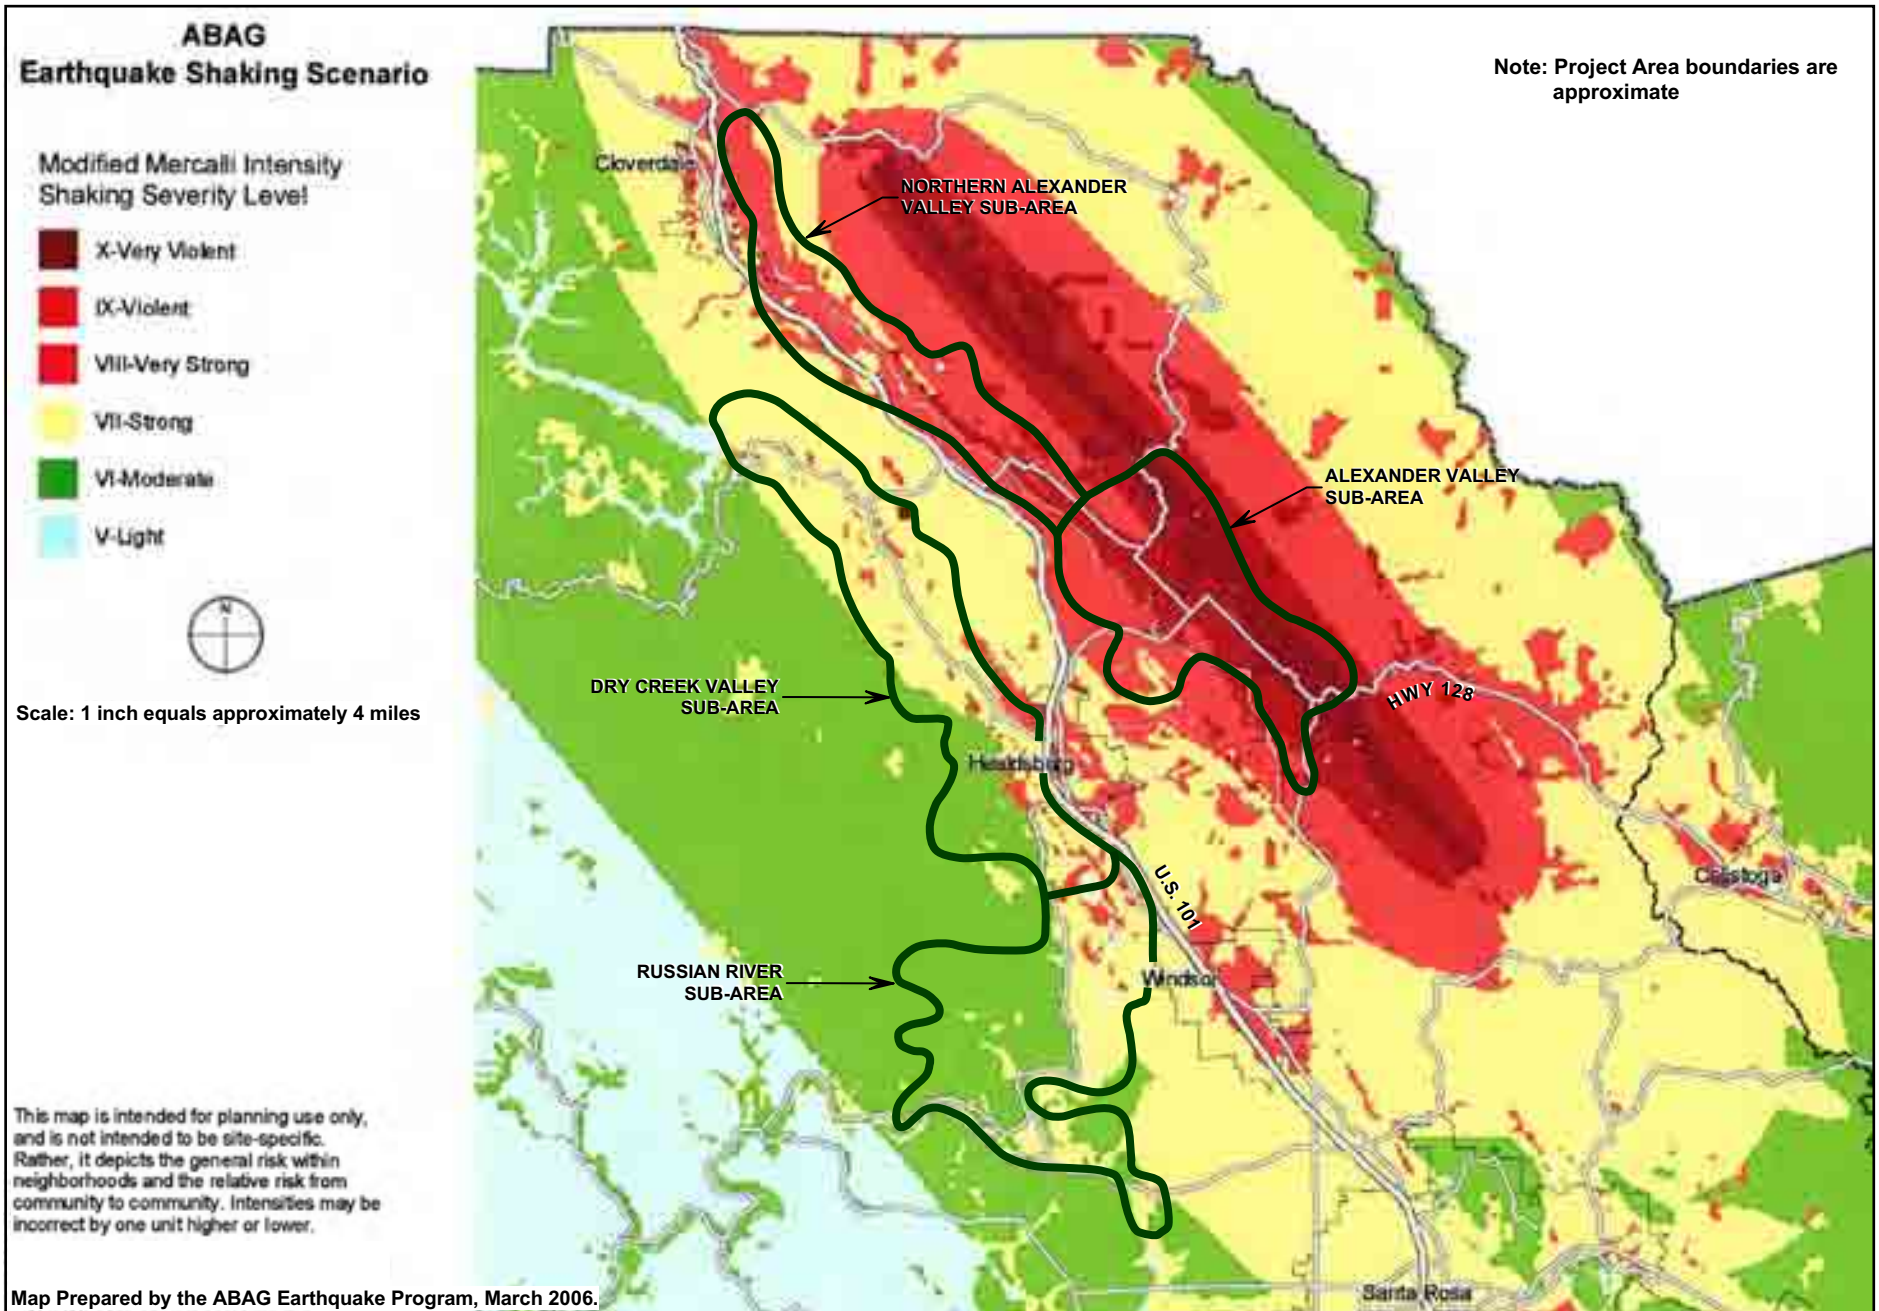 ABAG
Earthquake Shaking Scenario
Note: Project Area boundaries are
approximate
Modified Mercalli Intensity
Shaking Severity Level
X-Very Violent
IX-Violent
VIII-Very Strong
VII-Strong
VI-Moderate
V-Light
N
Scale: 1 inch equals approximately 4 miles
Cloverdale
NORTHERN ALEXANDER
VALLEY SUB-AREA
ALEXANDER VALLEY
SUB-AREA
DRY CREEK VALLEY
SUB-AREA
HWY 128
Healdsburg
U.S. 101
Calistoga
RUSSIAN RIVER
SUB-AREA
Windsor
Santa Rosa
This map is intended for planning use only,
and is not intended to be site-specific.
Rather, it depicts the general risk within
neighborhoods and the relative risk from
community to community. Intensities may be
incorrect by one unit higher or lower.
Map Prepared by the ABAG Earthquake Program, March 2006.